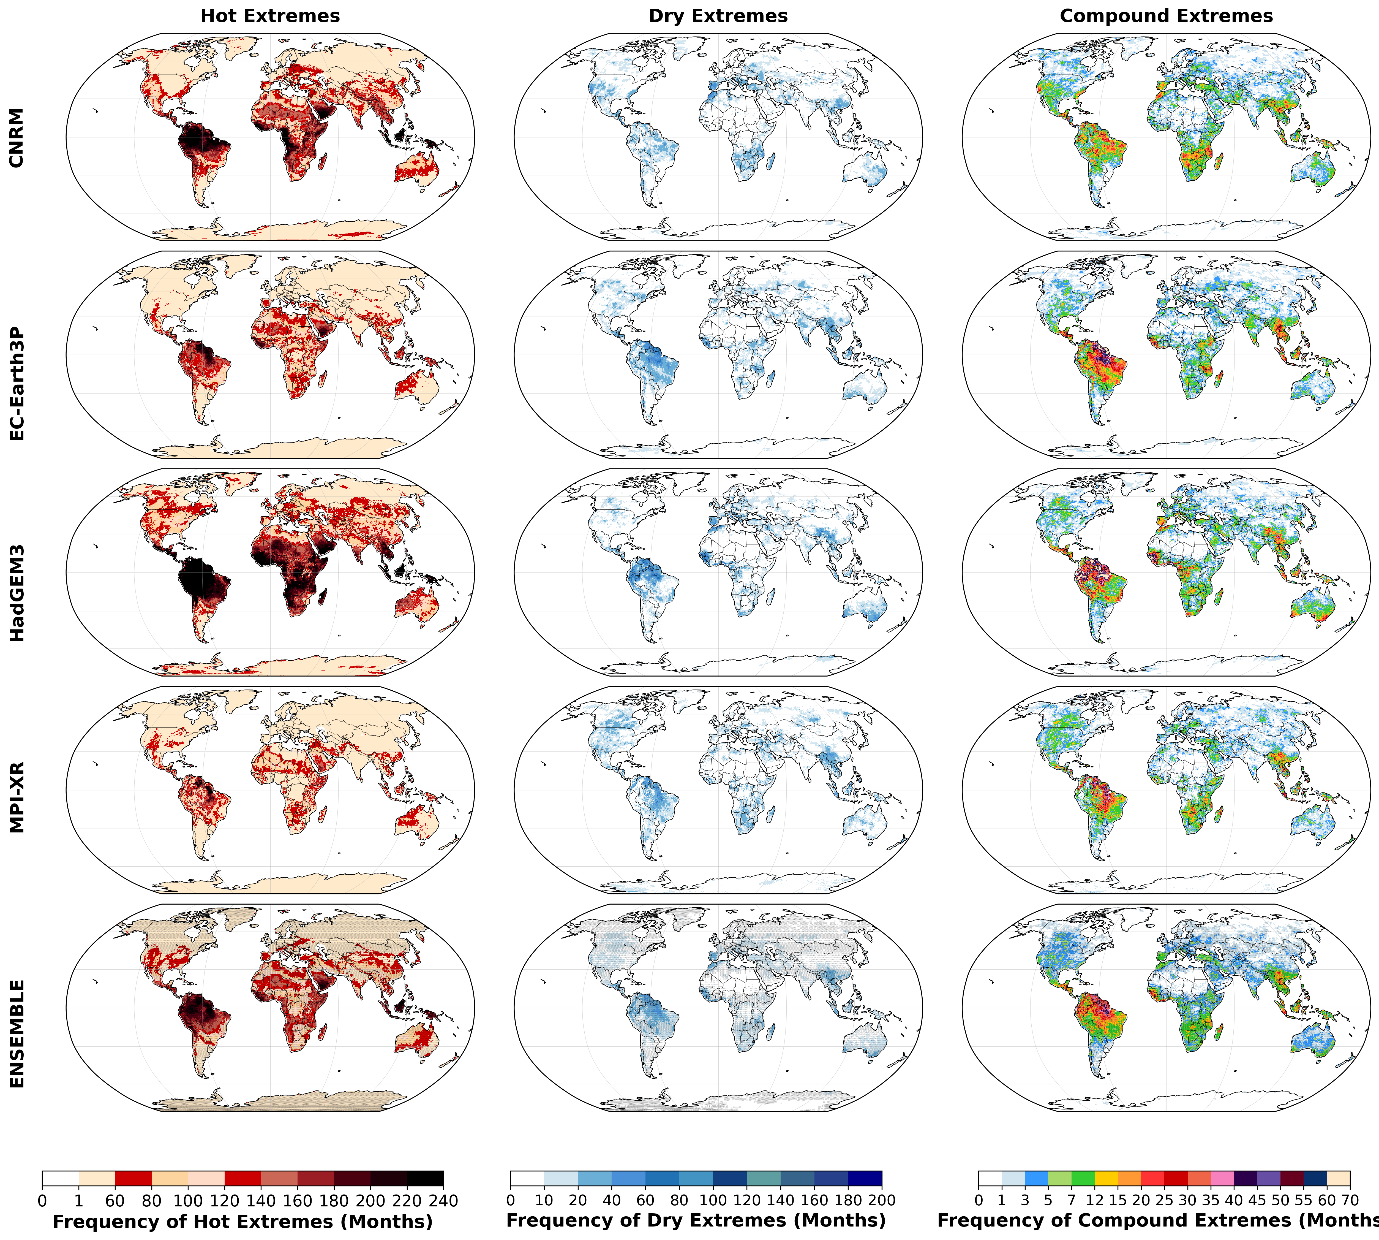 Hot Extremes
Dry Extremes
Compound Extremes
CNRM
EC-Earth3P
HadGEM3
MPI-XR
ENSEMBLE
0 1 60 80 100 120 140 160 200 220 240
0 10 20 40 60 80 100 120 140 160 180 200
0 1 3 5 7 12 15 20 25 30 35 40 45 50 55 60 70
Frequency of Hot Extremes (Months)
Frequency of Dry Extremes (Months)
Frequency of Compound Extremes (Months